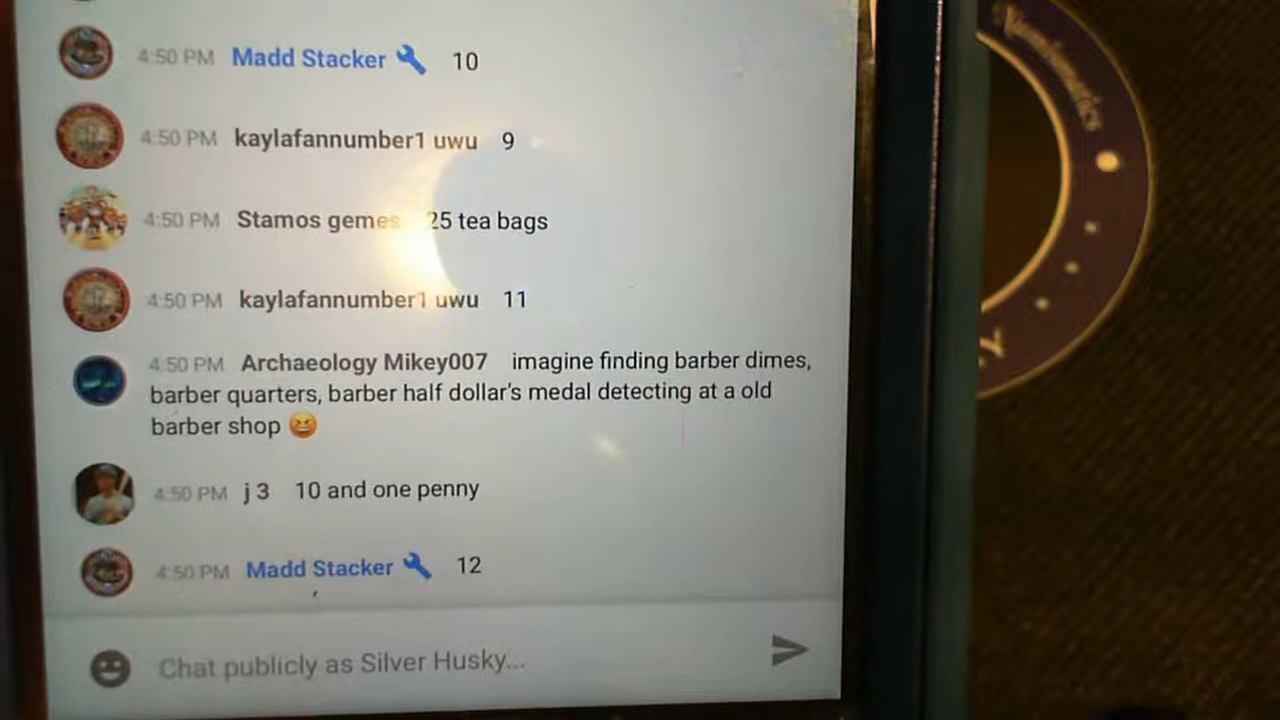 4:50 PM Madd Stacker 10
4:50 PM kaylafannumber1 uwu 9
4:50 PM Stamos gemes 25 tea bags
4:50 PM kaylafannumber1 uwu 11
4:50 PM Archaeology Mikey007 imagine finding barber dimes,
barber quarters, barber half dollar's medal detecting at a old
barber shop 😆
4:50 PM j 3 10 and one penny
4:50 PM Madd Stacker 12
Chat publicly as Silver Husky...
Numismatics